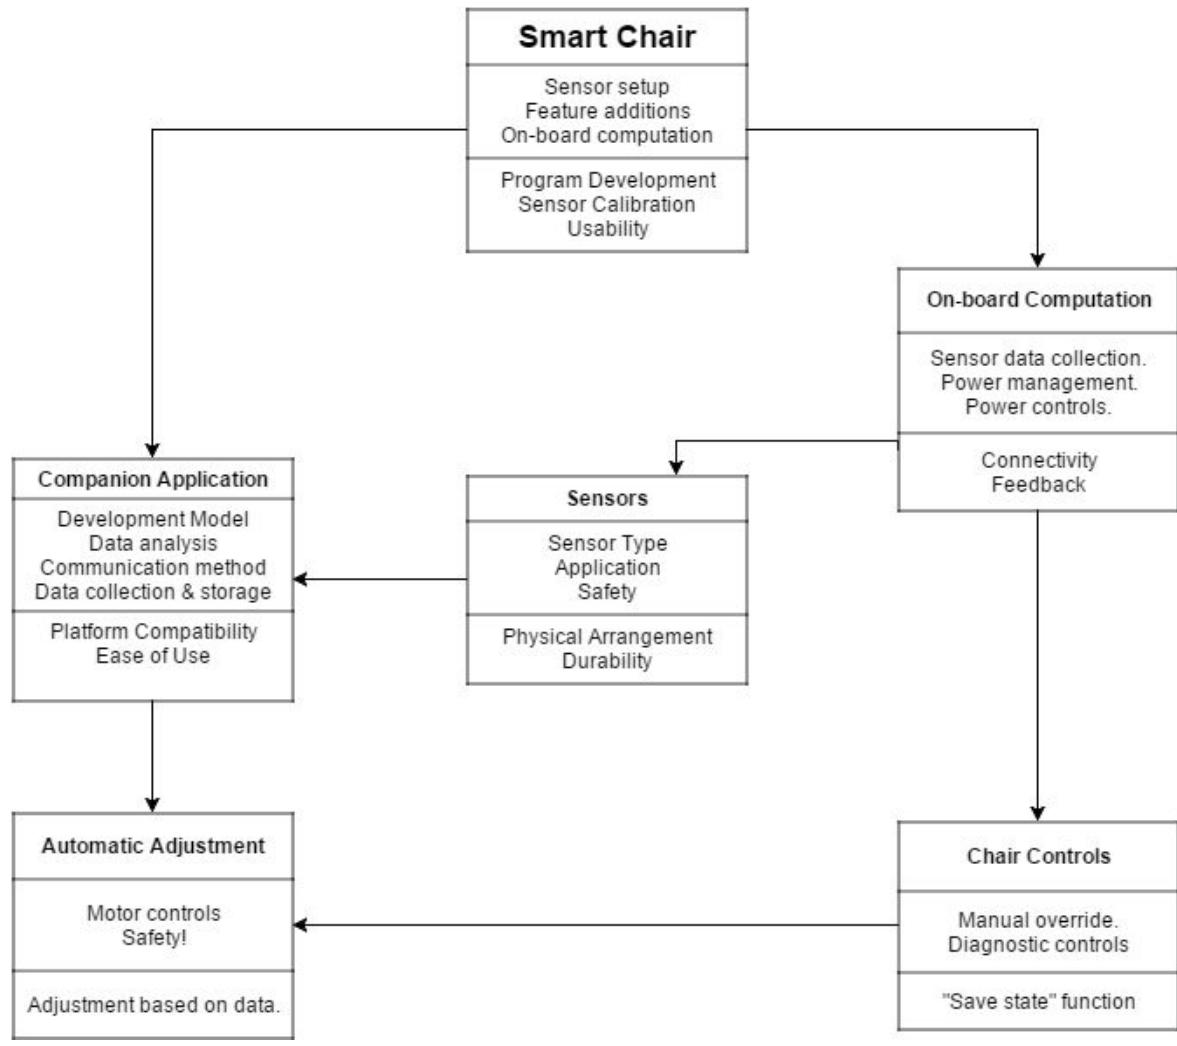 Smart Chair
Sensor setup
Feature additions
On-board computation
Program Development
Sensor Calibration
Usability
On-board Computation
Sensor data collection.
Power management.
Power controls.
Connectivity
Feedback
Companion Application
Development Model
Data analysis
Communication method
Data collection & storage
Platform Compatibility
Ease of Use
Sensors
Sensor Type
Application
Safety
Physical Arrangement
Durability
Automatic Adjustment
Motor controls
Safety!
Adjustment based on data.
Chair Controls
Manual override.
Diagnostic controls
"Save state" function